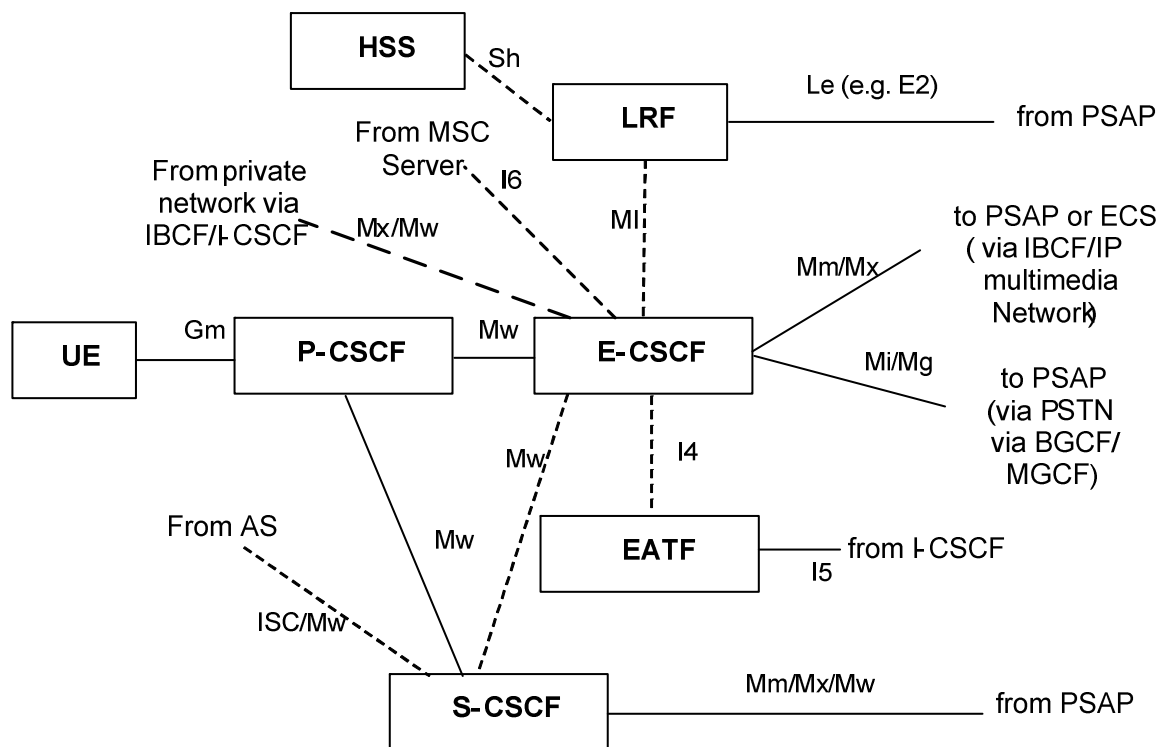 HSS
Sh
Le (e.g. E2)
LRF
from PSAP
From MSC
Server
I6
From private
network via
IBCF/I-CSCF
Mx/Mw
Ml
to PSAP or ECS
( via IBCF/IP
multimedia
Network)
Mm/Mx
UE
Gm
P-CSCF
Mw
E-CSCF
Mi/Mg
to PSAP
(via PSTN
via BGCF/
MGCF)
Mw
I4
From AS
Mw
EATF
from I-CSCF
I5
ISC/Mw
S-CSCF
Mm/Mx/Mw
from PSAP